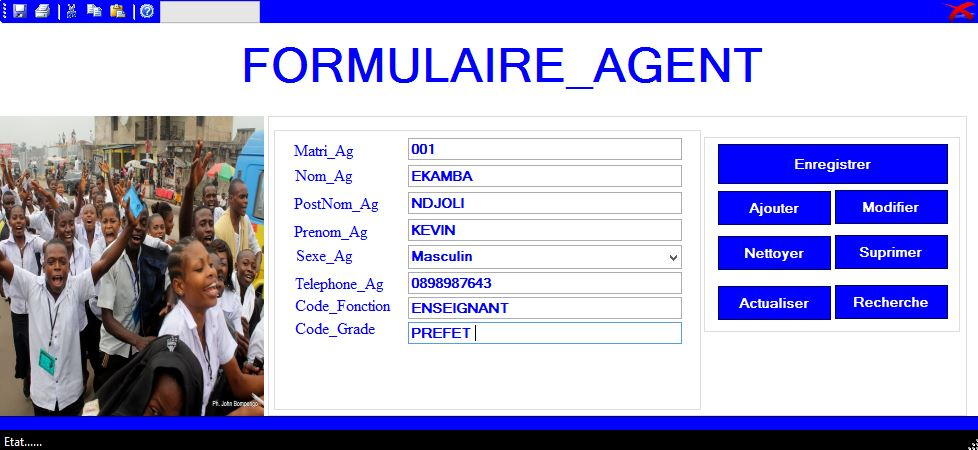 FORMULAIRE_AGENT
Matri_Ag 001
Nom_Ag EKAMBA
PostNom_Ag NDJOLI
Prenom_Ag KEVIN
Sexe_Ag Masculin
Telephone_Ag 0898987643
Code_Fonction ENSEIGNANT
Code_Grade PREFET
Enregistrer
Ajouter Modifier
Nettoyer Suprimer
Actualiser Recherche
Ph. John Bompengo
Etat......